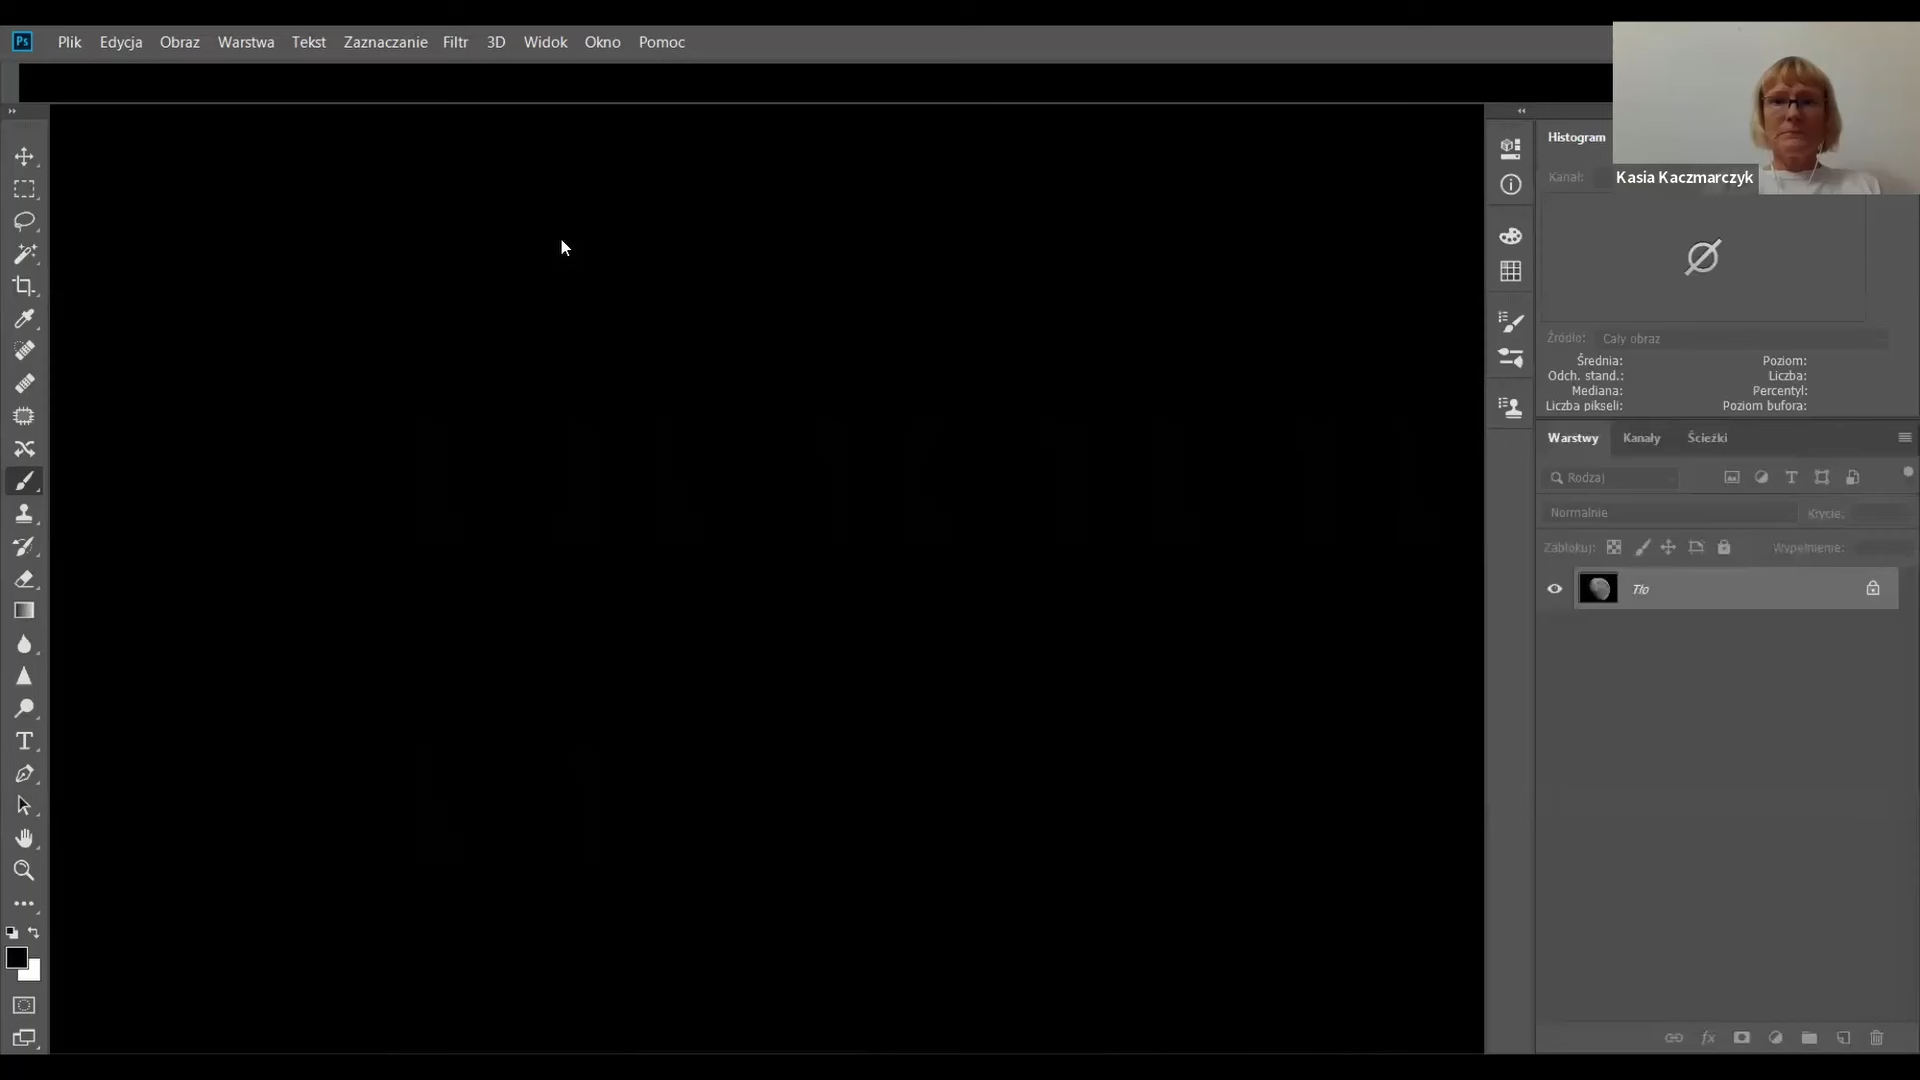 Ps Plik Edycja Obraz Warstwa Tekst Zaznaczanie Filtr 3D Widok Okno Pomoc
Histogram
Kanał:
Kasia Kaczmarczyk
Źródło: Cały obraz
Średnia: Poziom:
Odch. stand.: Liczba:
Mediana: Percentyl:
Liczba pikseli: Poziom bufora:
Warstwy Kanały Ścieżki
Rodzaj
Normalnie Krycie:
Zablokuj: Wypełnienie:
Tło
fx